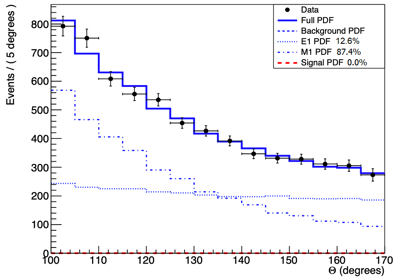 Events / ( 5 degrees )
800
700
600
500
400
300
200
100
0
Data
Full PDF
Background PDF
E1 PDF 12.6%
M1 PDF 87.4%
Signal PDF 0.0%
100 110 120 130 140 150 160 170
Θ (degrees)